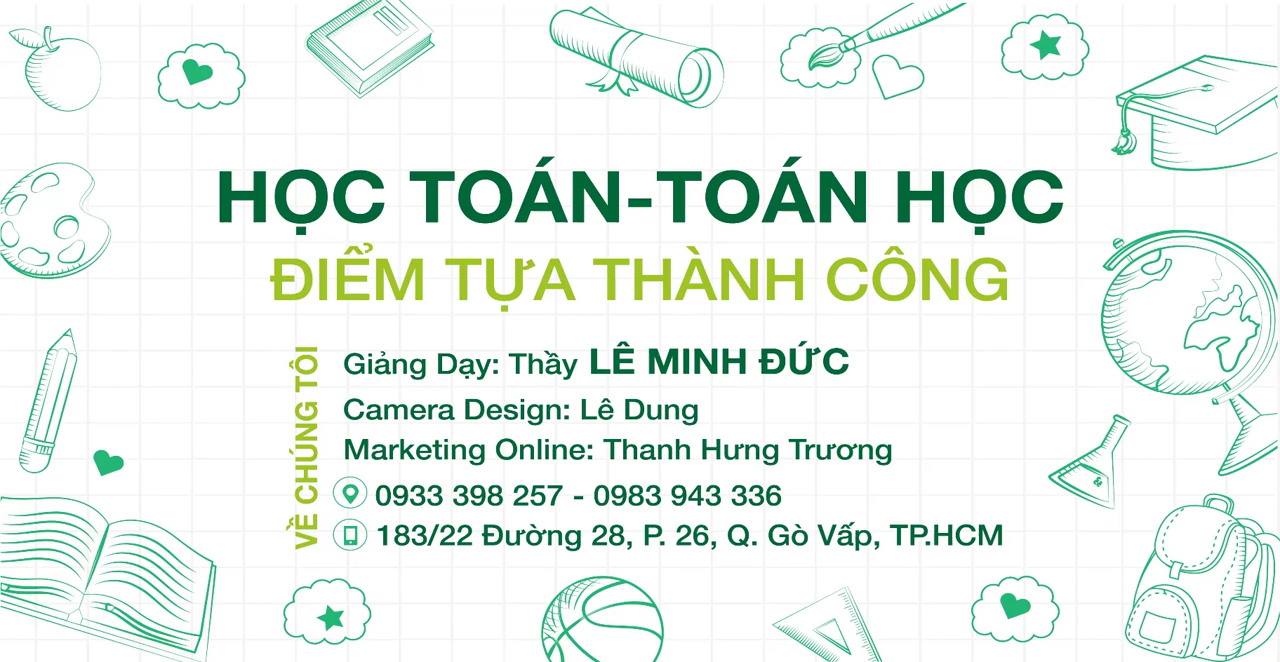 HỌC TOÁN-TOÁN HỌC
ĐIỂM TỰA THÀNH CÔNG
VỀ CHÚNG TÔI
Giảng Dạy: Thầy LÊ MINH ĐỨC
Camera Design: Lê Dung
Marketing Online: Thanh Hưng Trương
0933 398 257 - 0983 943 336
183/22 Đường 28, P. 26, Q. Gò Vấp, TP.HCM